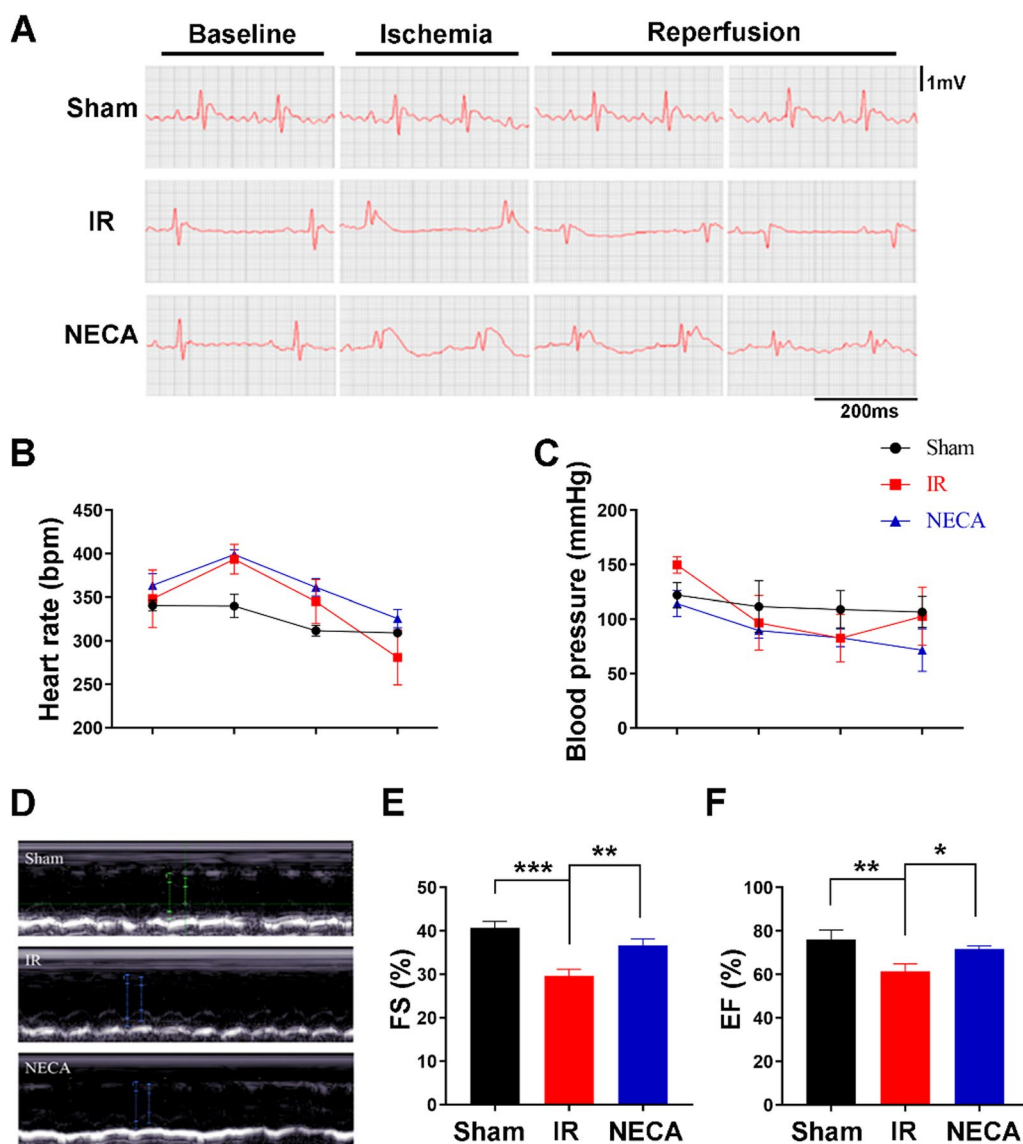 A
Baseline Ischemia Reperfusion
Sham
1mV
IR
NECA
200ms
B
Heart rate (bpm)
450
400
350
300
250
200
C
Blood pressure (mmHg)
200
150
100
50
0
Sham
IR
NECA
D
Sham
IR
NECA
E
*** **
FS (%)
50
40
30
20
10
0
Sham IR NECA
F
** *
EF (%)
100
80
60
40
20
0
Sham IR NECA